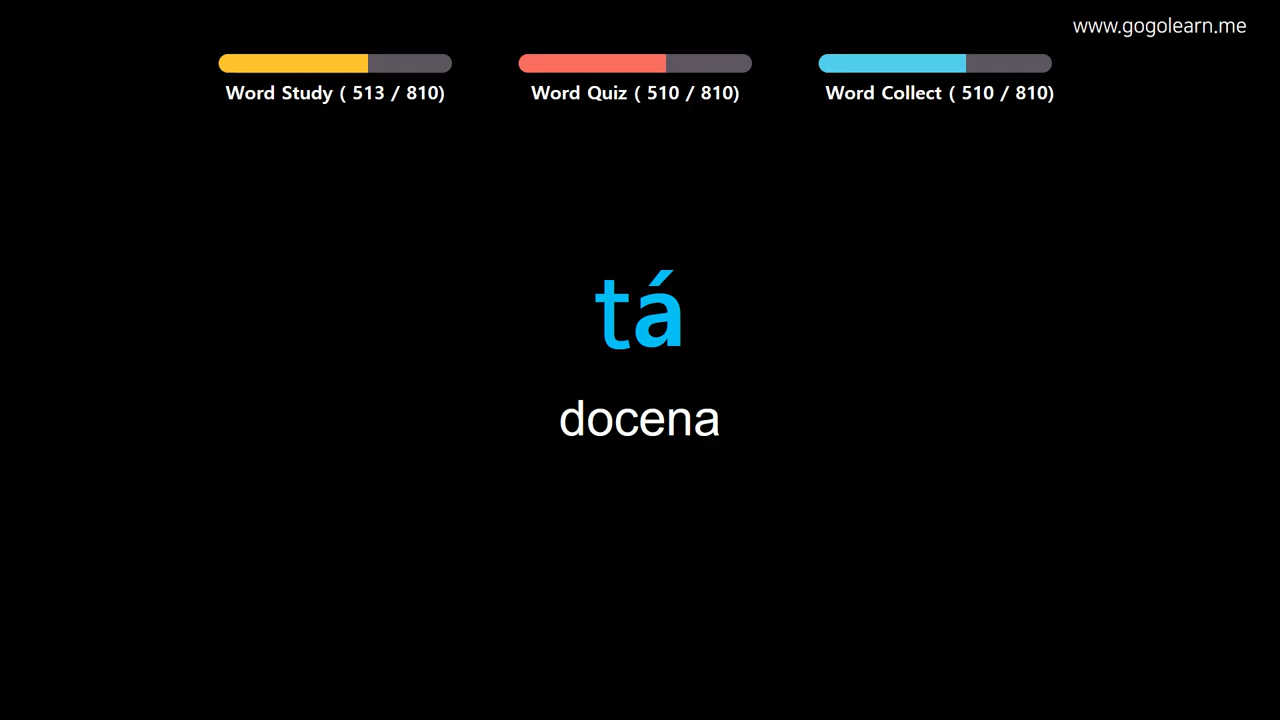 www.gogolearn.me
Word Study ( 513 / 810)
Word Quiz ( 510 / 810)
Word Collect ( 510 / 810)
tá
docena